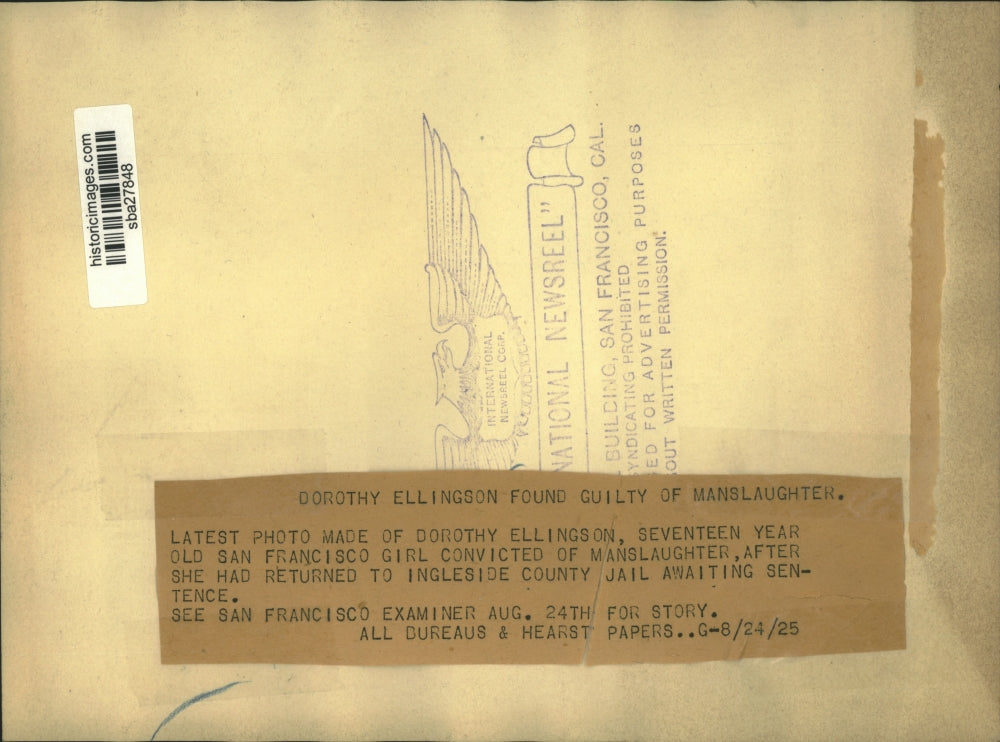 historicimages.com
sba27848
INTERNATIONAL
NEWSREEL CORP.
NATIONAL NEWSREEL"
BUILDING, SAN FRANCISCO, CAL.
YNDICATING PROHIBITED
ED FOR ADVERTISING PURPOSES
OUT WRITTEN PERMISSION.
DOROTHY ELLINGSON FOUND GUILTY OF MANSLAUGHTER.
LATEST PHOTO MADE OF DOROTHY ELLINGSON, SEVENTEEN YEAR
OLD SAN FRANCISCO GIRL CONVICTED OF MANSLAUGHTER,AFTER
SHE HAD RETURNED TO INGLESIDE COUNTY JAIL AWAITING SEN-
TENCE.
SEE SAN FRANCISCO EXAMINER AUG. 24TH FOR STORY.
ALL BUREAUS & HEARST PAPERS..G-8/24/25